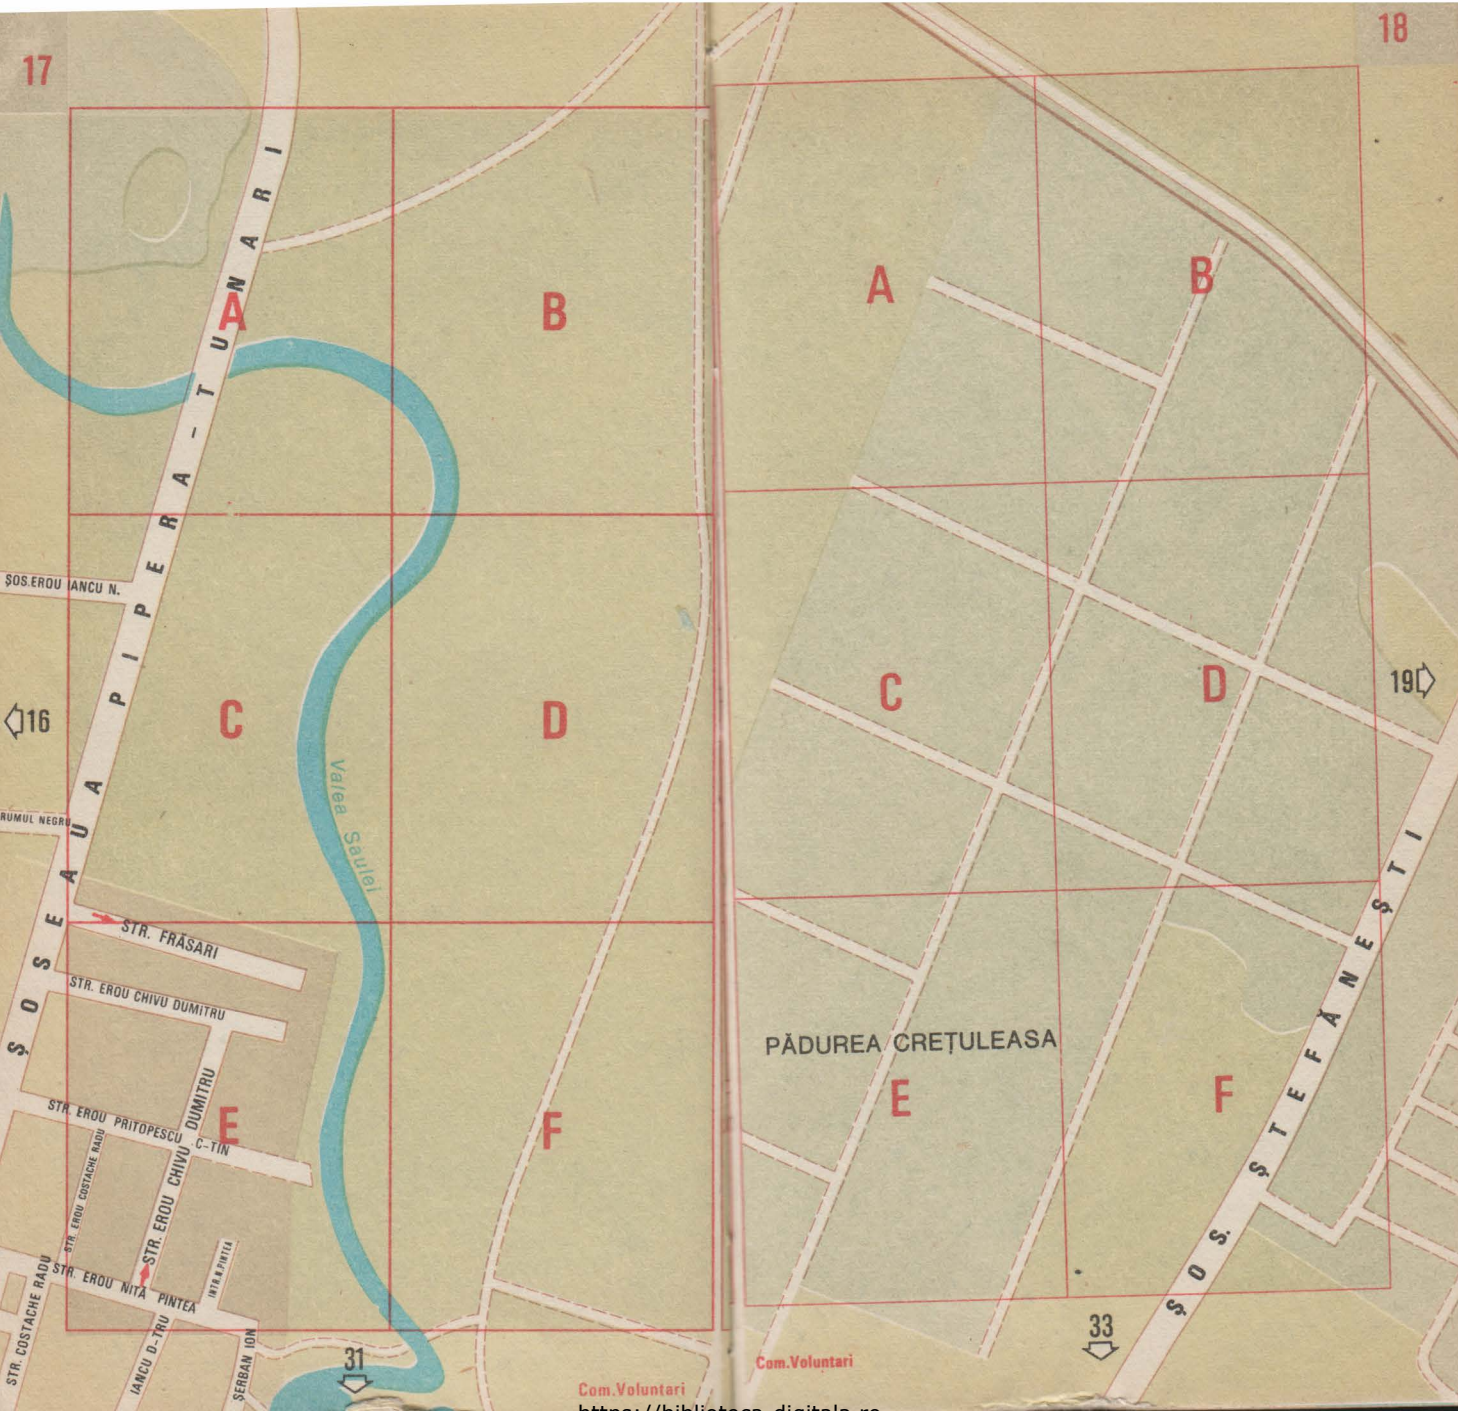 17
18
ȘOSEAUA PIPERA-TUNARI
A
B
A
B
ȘOS.EROU IANCU N.
16
C
D
C
D
19
Valea Saulei
RUMUL NEGRU
STR. FRĂSARI
STR. EROU CHIVU DUMITRU
PĂDUREA CREȚULEASA
ȘOS. ȘTEFĂNEȘTI
E
F
E
F
STR. EROU PRITOPESCU C-TIN
STR. EROU COSTACHE RADU
STR. EROU CHIVU DUMITRU
INTR.N.PINTEA
STR. EROU NIȚĂ PINTEA
STR. COSTACHE RADU
IANCU D-TRU
ȘERBAN ION
31
33
Com.Voluntari
Com.Voluntari